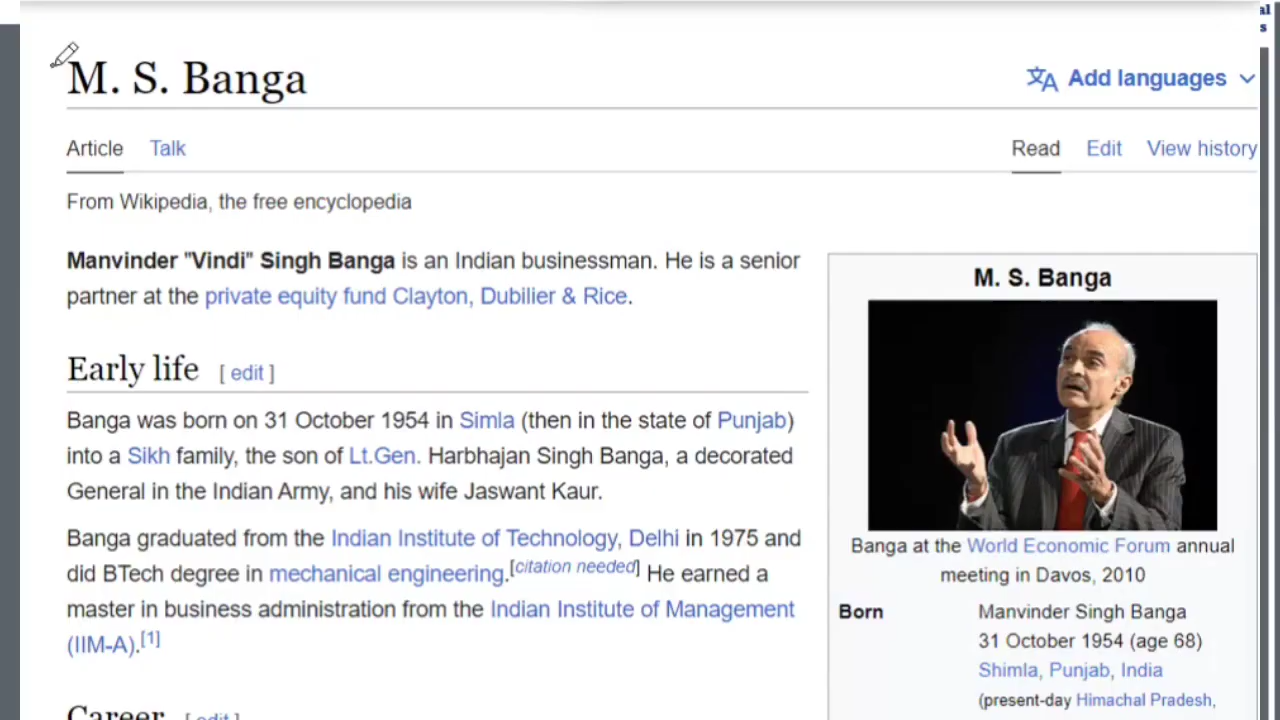 al
s
M. S. Banga
Add languages
Article Talk
Read Edit View history
From Wikipedia, the free encyclopedia
Manvinder "Vindi" Singh Banga is an Indian businessman. He is a senior
partner at the private equity fund Clayton, Dubilier & Rice.
Early life [ edit ]
Banga was born on 31 October 1954 in Simla (then in the state of Punjab)
into a Sikh family, the son of Lt.Gen. Harbhajan Singh Banga, a decorated
General in the Indian Army, and his wife Jaswant Kaur.
Banga graduated from the Indian Institute of Technology, Delhi in 1975 and
did BTech degree in mechanical engineering.[citation needed] He earned a
master in business administration from the Indian Institute of Management
(IIM-A).[1]
Career [ edit ]
M. S. Banga
Banga at the World Economic Forum annual
meeting in Davos, 2010
Born Manvinder Singh Banga
31 October 1954 (age 68)
Shimla, Punjab, India
(present-day Himachal Pradesh,